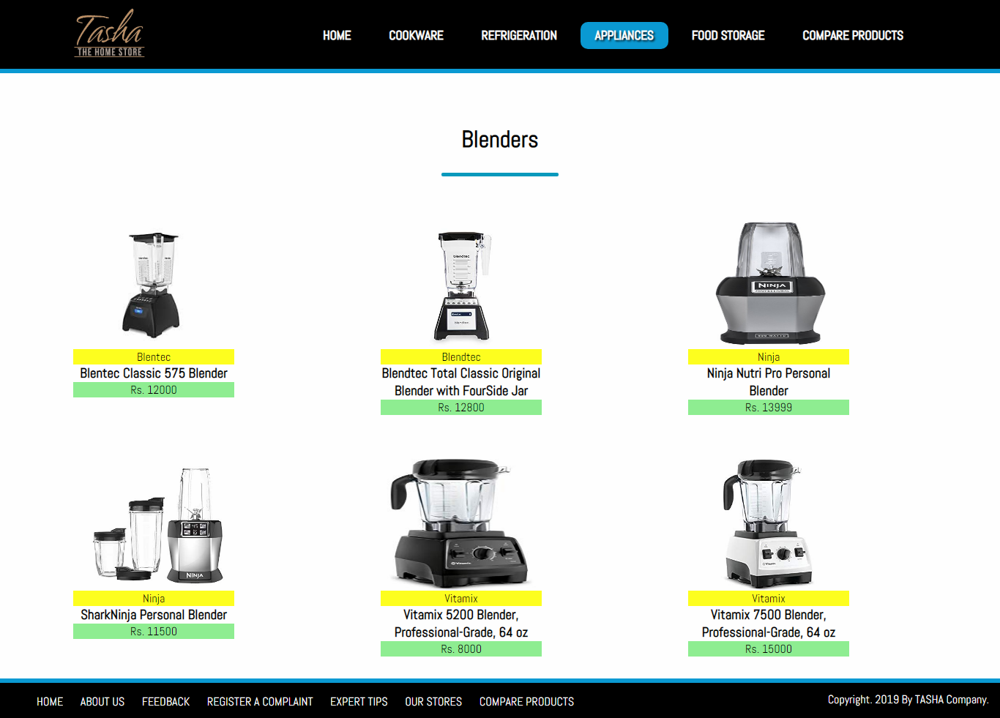 Tasha
THE HOME STORE
HOME
COOKWARE
REFRIGERATION
APPLIANCES
FOOD STORAGE
COMPARE PRODUCTS
Blenders
blendtec
NINJA
PROFESSIONAL
Blentec
Blentec Classic 575 Blender
Rs. 12000
Blendtec
Blendtec Total Classic Original
Blender with FourSide Jar
Rs. 12800
Ninja
Ninja Nutri Pro Personal
Blender
Rs. 13999
NINJA
Vitamix
Vitamix
Ninja
SharkNinja Personal Blender
Rs. 11500
Vitamix
Vitamix 5200 Blender,
Professional-Grade, 64 oz
Rs. 8000
Vitamix
Vitamix 7500 Blender,
Professional-Grade, 64 oz
Rs. 15000
HOME
ABOUT US
FEEDBACK
REGISTER A COMPLAINT
EXPERT TIPS
OUR STORES
COMPARE PRODUCTS
Copyright. 2019 By TASHA Company.